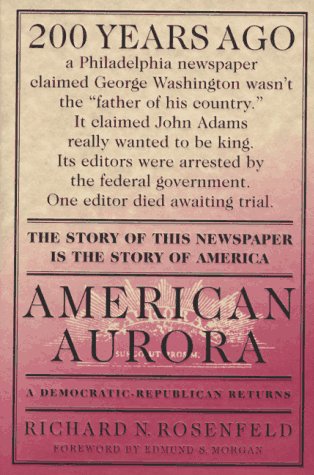 200 YEARS AGO
a Philadelphia newspaper
claimed George Washington wasn't
the "father of his country."
It claimed John Adams
really wanted to be king.
Its editors were arrested by
the federal government.
One editor died awaiting trial.
THE STORY OF THIS NEWSPAPER
IS THE STORY OF AMERICA
AMERICAN
AURORA
A DEMOCRATIC-REPUBLICAN RETURNS
RICHARD N. ROSENFELD
FOREWORD BY EDMUND S. MORGAN